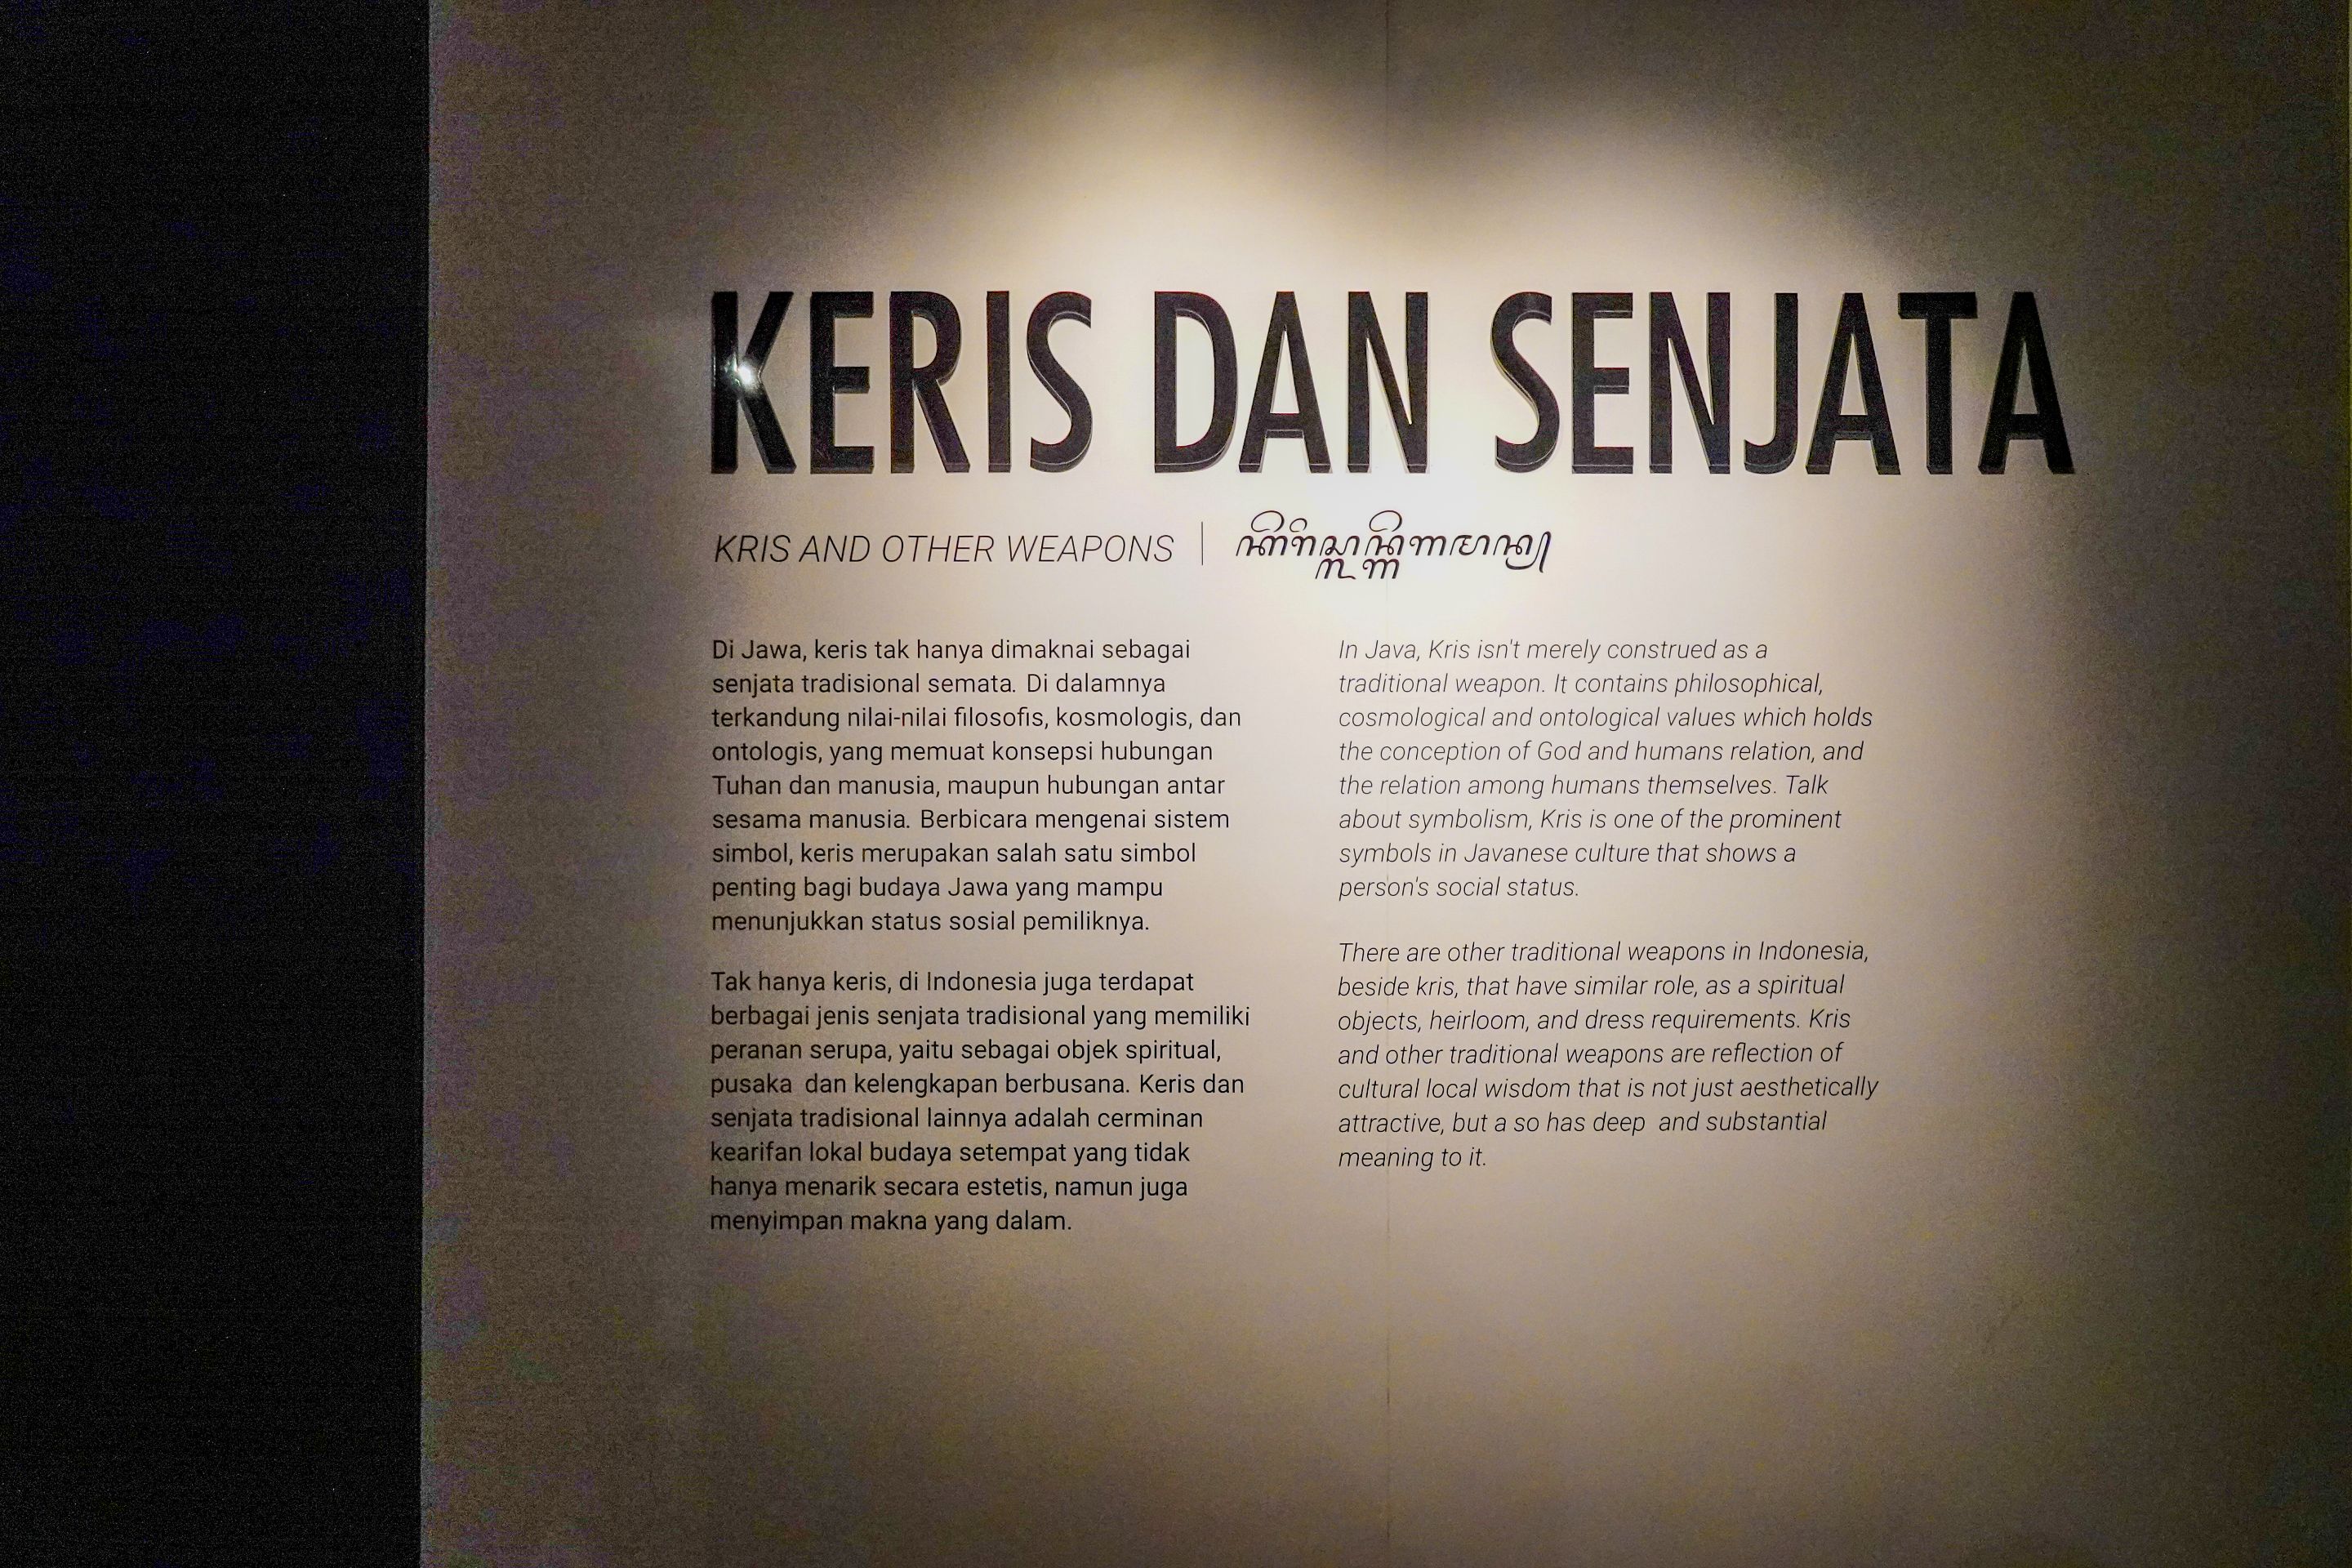 KERIS DAN SENJATA
KRIS AND OTHER WEAPONS
Di Jawa, keris tak hanya dimaknai sebagai
senjata tradisional semata. Di dalamnya
terkandung nilai-nilai filosofis, kosmologis, dan
ontologis, yang memuat konsepsi hubungan
Tuhan dan manusia, maupun hubungan antar
sesama manusia. Berbicara mengenai sistem
simbol, keris merupakan salah satu simbol
penting bagi budaya Jawa yang mampu
menunjukkan status sosial pemiliknya.
Tak hanya keris, di Indonesia juga terdapat
berbagai jenis senjata tradisional yang memiliki
peranan serupa, yaitu sebagai objek spiritual,
pusaka  dan kelengkapan berbusana. Keris dan
senjata tradisional lainnya adalah cerminan
kearifan lokal budaya setempat yang tidak
hanya menarik secara estetis, namun juga
menyimpan makna yang dalam.
In Java, Kris isn't merely construed as a
traditional weapon. It contains philosophical,
cosmological and ontological values which holds
the conception of God and humans relation, and
the relation among humans themselves. Talk
about symbolism, Kris is one of the prominent
symbols in Javanese culture that shows a
person's social status.
There are other traditional weapons in Indonesia,
beside kris, that have similar role, as a spiritual
objects, heirloom, and dress requirements. Kris
and other traditional weapons are reflection of
cultural local wisdom that is not just aesthetically
attractive, but a so has deep  and substantial
meaning to it.